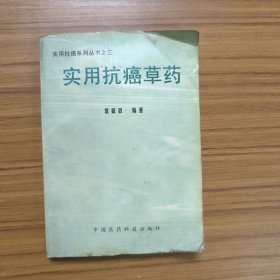 实用抗癌系列丛书之三
实用抗癌草药
常敏毅 编著
中国医药科技出版社